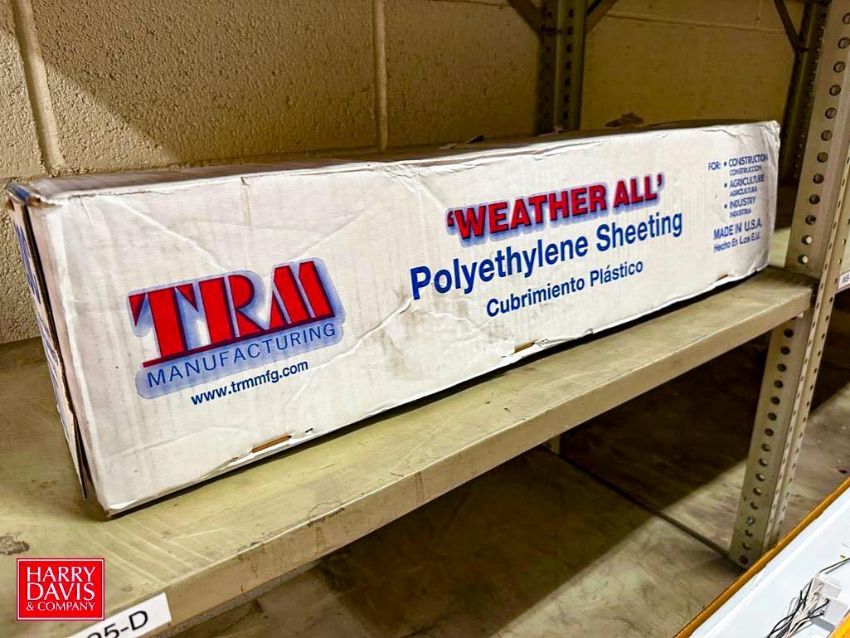 TRM
MANUFACTURING
www.trmmfg.com
'WEATHER ALL'
Polyethylene Sheeting
Cubrimiento Plástico
FOR: • CONSTRUCTION
CONSTRUCCION
• AGRICULTURE
AGRICULTURA
• INDUSTRY
INDUSTRIA
MADE IN U.S.A.
Hecho En Los E.U.
HARRY
DAVIS
& COMPANY
05-D